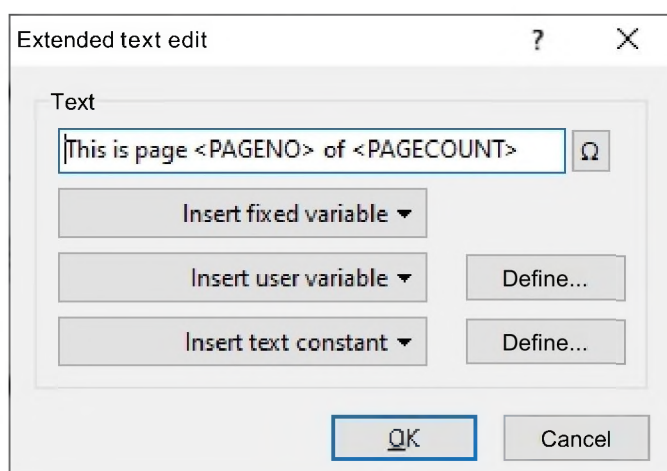 Extended text edit ?
Text
This is page <PAGENO> of <PAGECOUNT> Ω
Insert fixed variable
Insert user variable Define...
Insert text constant Define...
OK Cancel